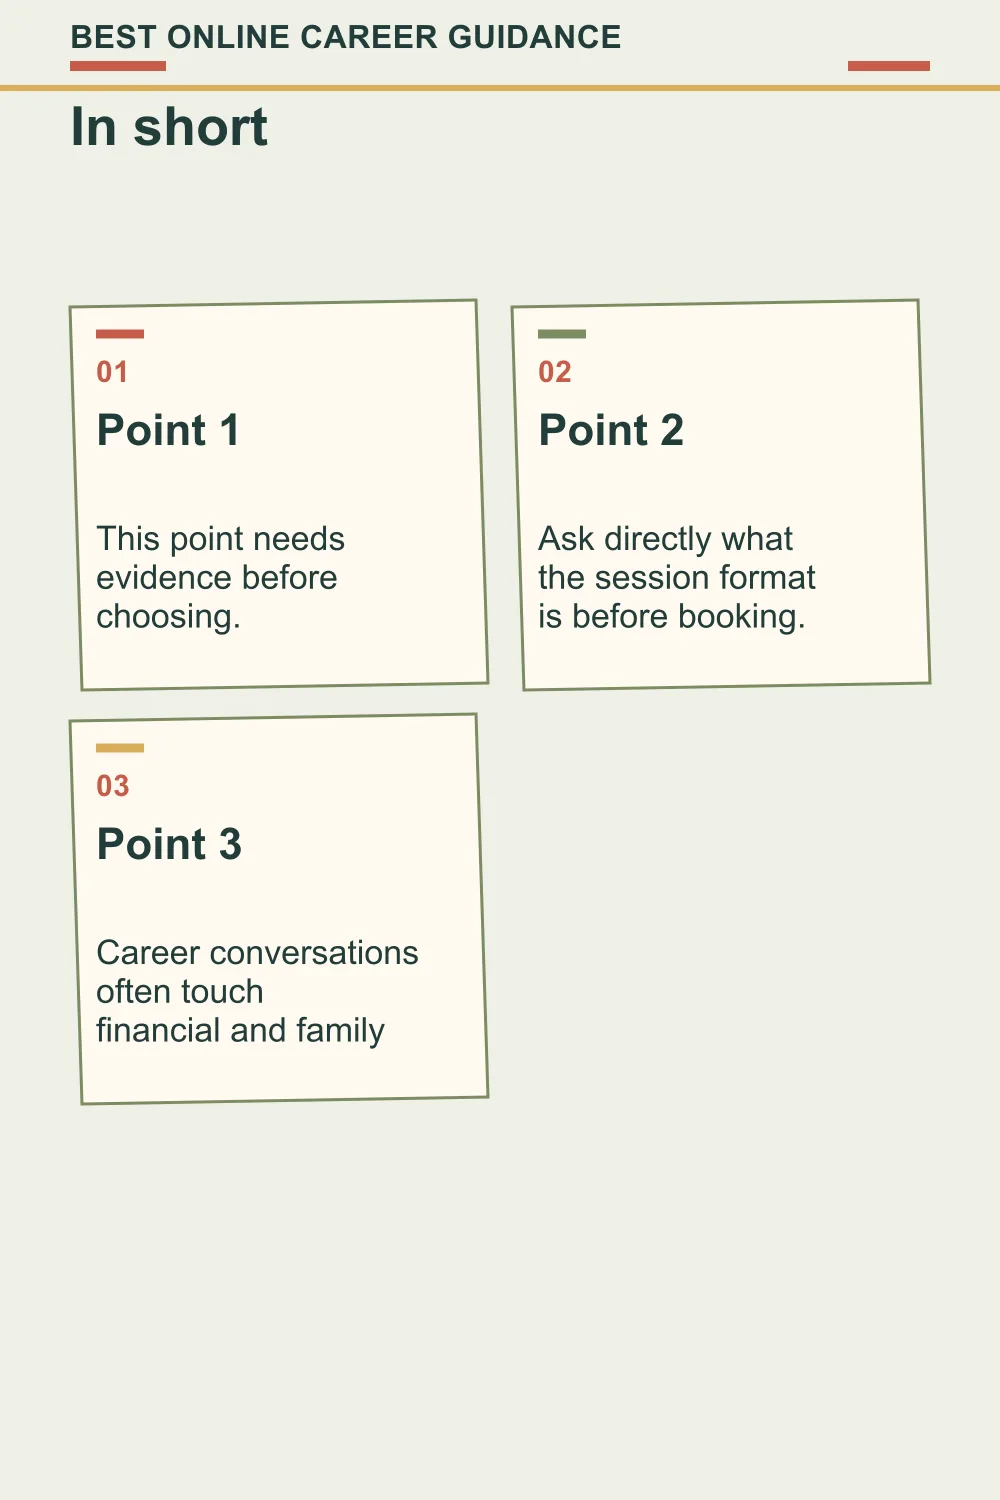 BEST ONLINE CAREER GUIDANCE
In short
01
Point 1
This point needs
evidence before
choosing.
02
Point 2
Ask directly what
the session format
is before booking.
03
Point 3
Career conversations
often touch
financial and family